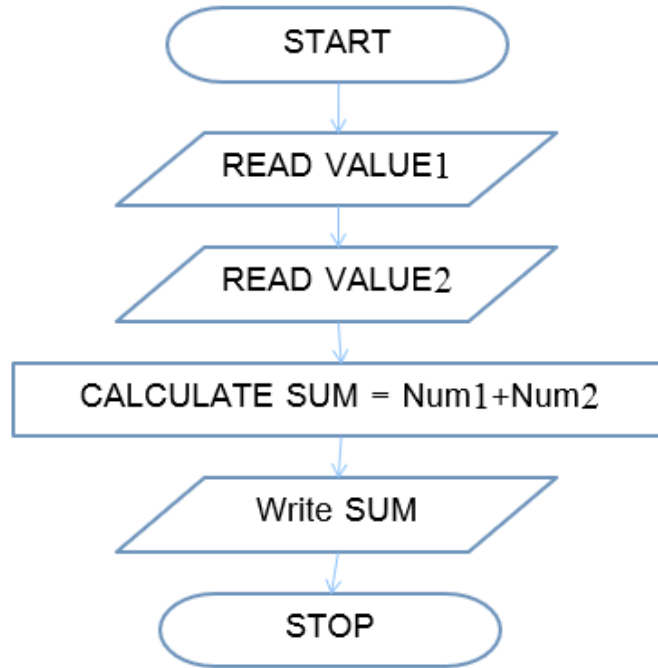 START
READ VALUE1
READ VALUE2
CALCULATE SUM = Num1+Num2
Write SUM
STOP